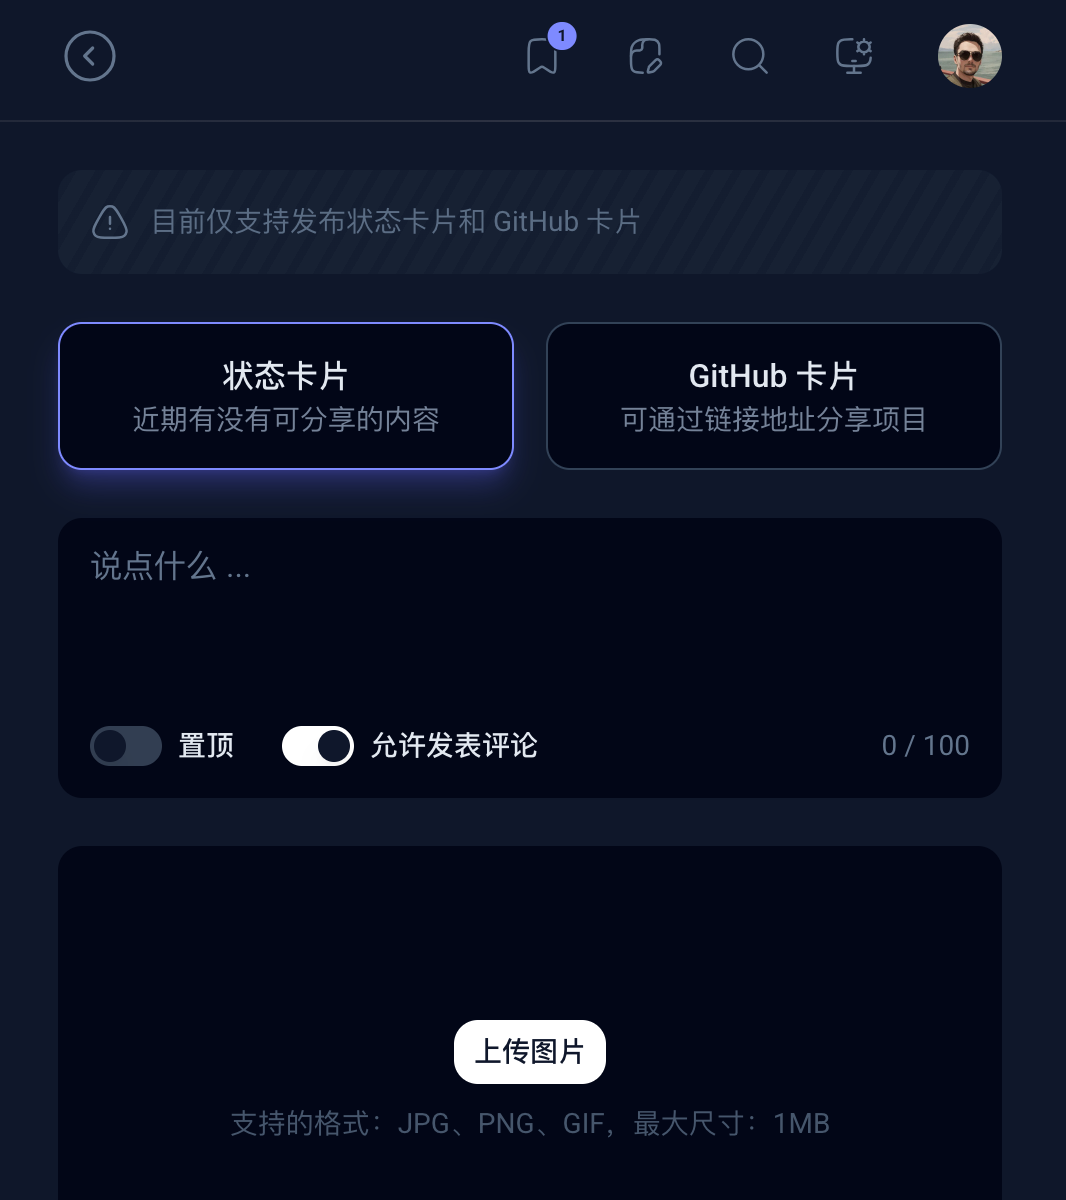 1
目前仅支持发布状态卡片和 GitHub 卡片
状态卡片
近期有没有可分享的内容
GitHub 卡片
可通过链接地址分享项目
说点什么 ...
置顶
允许发表评论
0 / 100
上传图片
支持的格式：JPG、PNG、GIF，最大尺寸：1MB